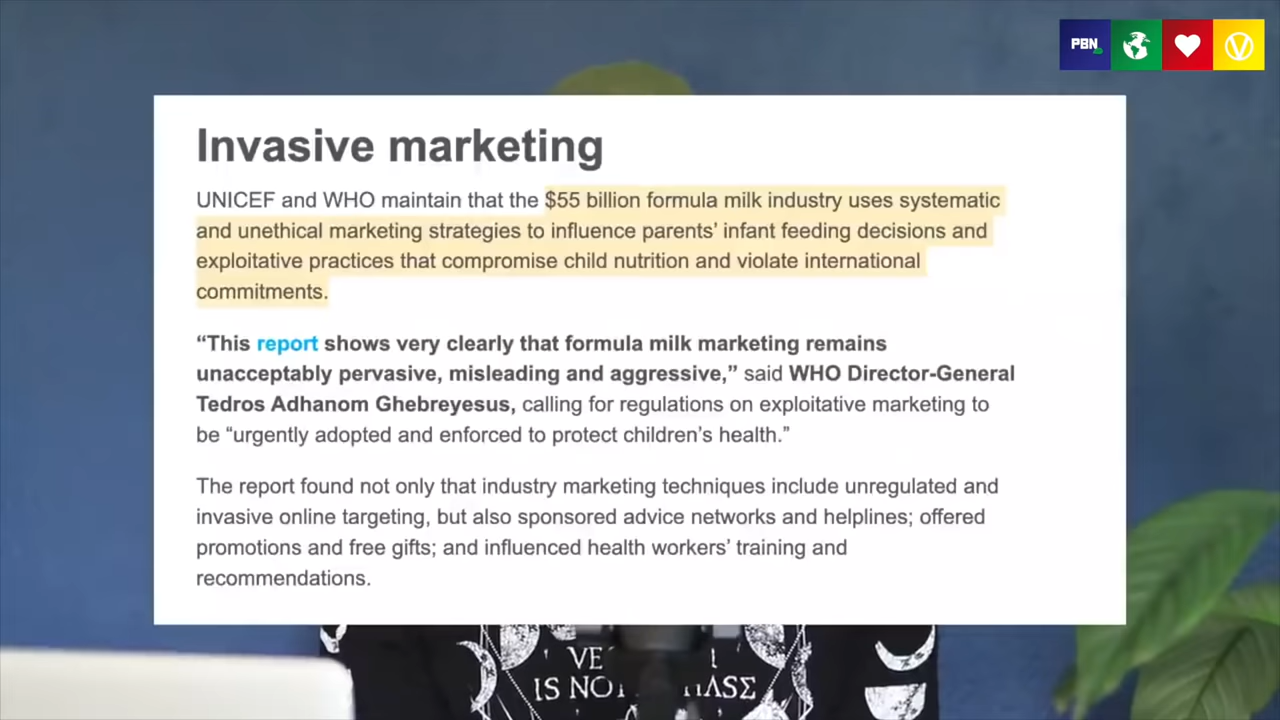 PBN
Invasive marketing
UNICEF and WHO maintain that the $55 billion formula milk industry uses systematic
and unethical marketing strategies to influence parents’ infant feeding decisions and
exploitative practices that compromise child nutrition and violate international
commitments.
“This report shows very clearly that formula milk marketing remains
unacceptably pervasive, misleading and aggressive,” said WHO Director-General
Tedros Adhanom Ghebreyesus, calling for regulations on exploitative marketing to
be “urgently adopted and enforced to protect children’s health.”
The report found not only that industry marketing techniques include unregulated and
invasive online targeting, but also sponsored advice networks and helplines; offered
promotions and free gifts; and influenced health workers’ training and
recommendations.
IS